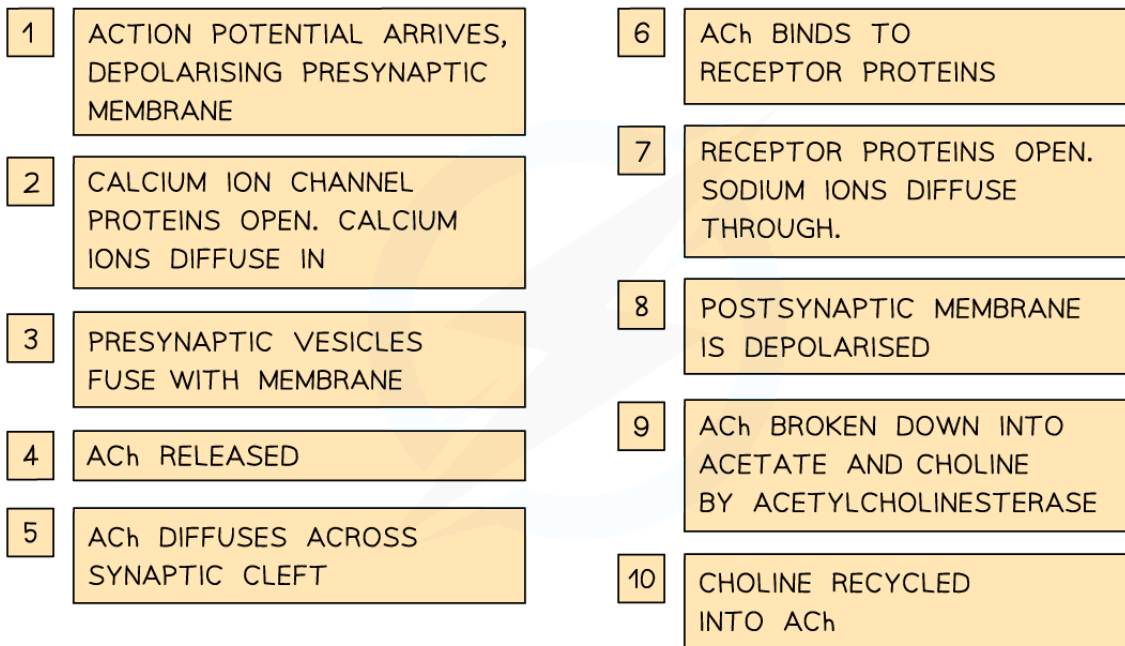 1
ACTION POTENTIAL ARRIVES,
DEPOLARISING PRESYNAPTIC
MEMBRANE
2
CALCIUM ION CHANNEL
PROTEINS OPEN. CALCIUM
IONS DIFFUSE IN
3
PRESYNAPTIC VESICLES
FUSE WITH MEMBRANE
4
ACh RELEASED
5
ACh DIFFUSES ACROSS
SYNAPTIC CLEFT
6
ACh BINDS TO
RECEPTOR PROTEINS
7
RECEPTOR PROTEINS OPEN.
SODIUM IONS DIFFUSE
THROUGH.
8
POSTSYNAPTIC MEMBRANE
IS DEPOLARISED
9
ACh BROKEN DOWN INTO
ACETATE AND CHOLINE
BY ACETYLCHOLINESTERASE
10
CHOLINE RECYCLED
INTO ACh